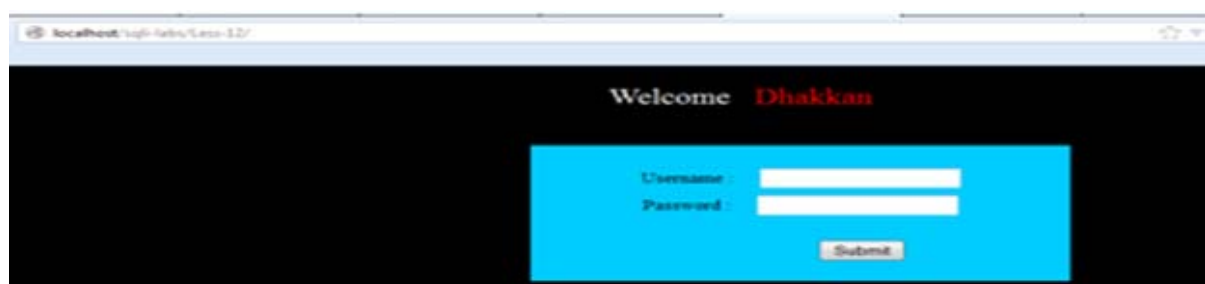 localhost/sqli-labs/Less-12/
Welcome Dhakkan
Username :
Password :
Submit